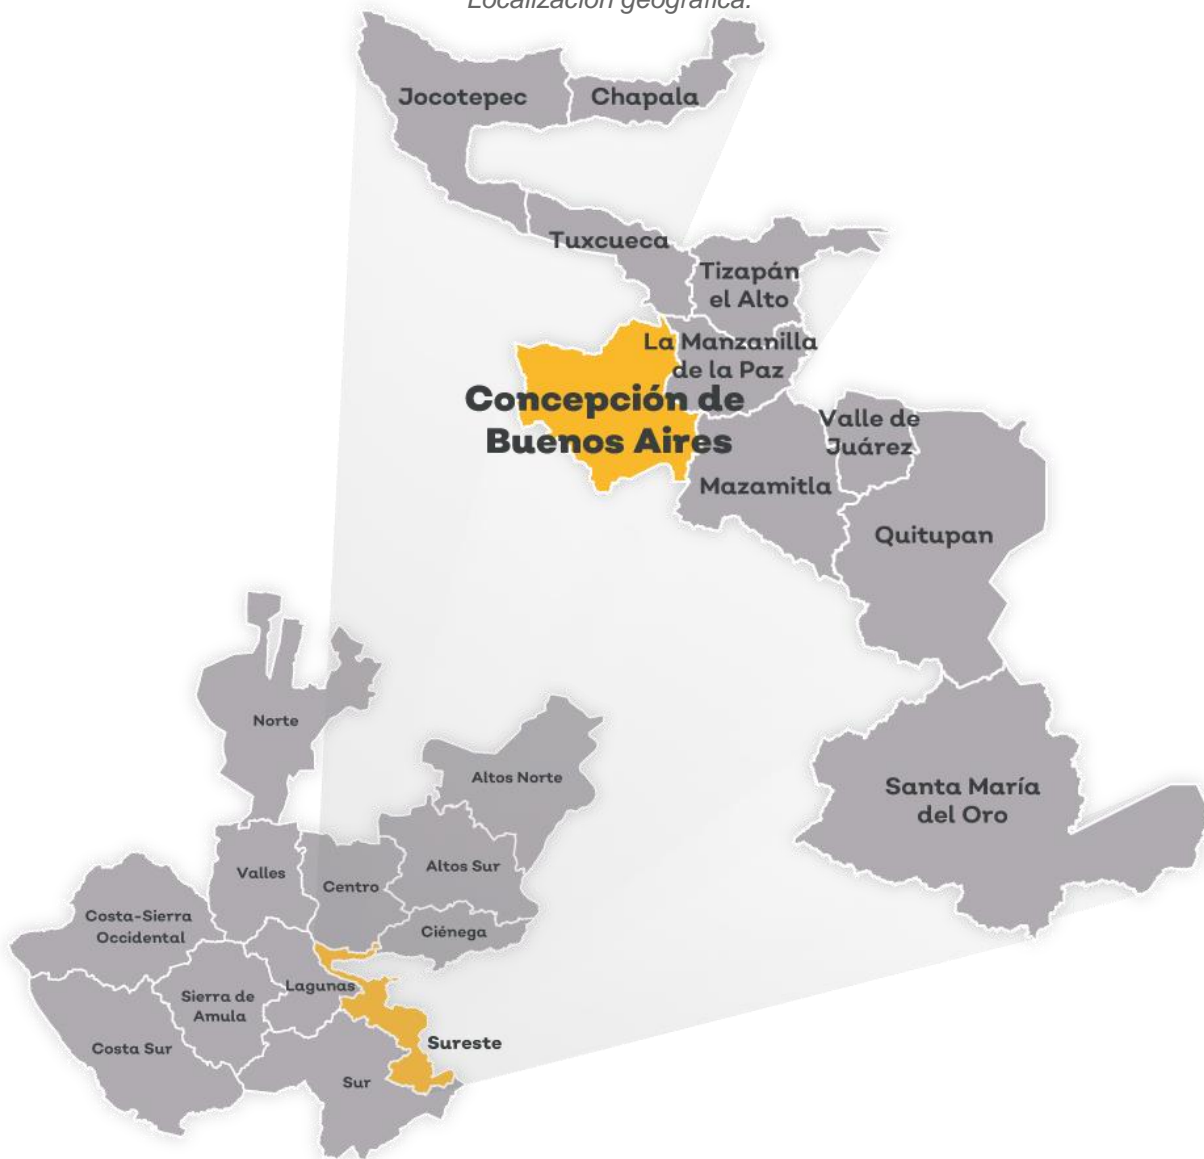 Localización geográfica.
Jocotepec
Chapala
Tuxcueca
Tizapán
el Alto
La Manzanilla
de la Paz
Concepción de
Buenos Aires
Valle de
Juárez
Mazamitla
Quitupan
Santa María
del Oro
Norte
Altos Norte
Valles
Centro
Altos Sur
Costa-Sierra
Occidental
Ciénega
Lagunas
Sierra de
Amula
Costa Sur
Sureste
Sur